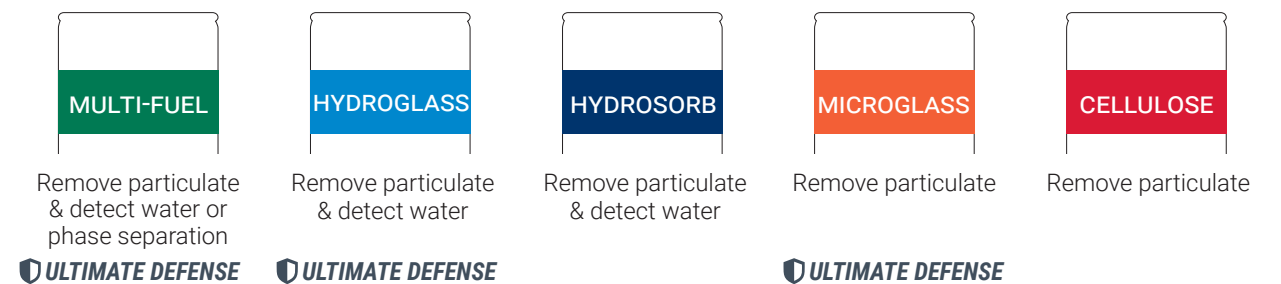 MULTI-FUEL
HYDROGLASS
HYDROSORB
MICROGLASS
CELLULOSE
Remove particulate
& detect water or
phase separation
Remove particulate
& detect water
Remove particulate
& detect water
Remove particulate
Remove particulate
ULTIMATE DEFENSE
ULTIMATE DEFENSE
ULTIMATE DEFENSE